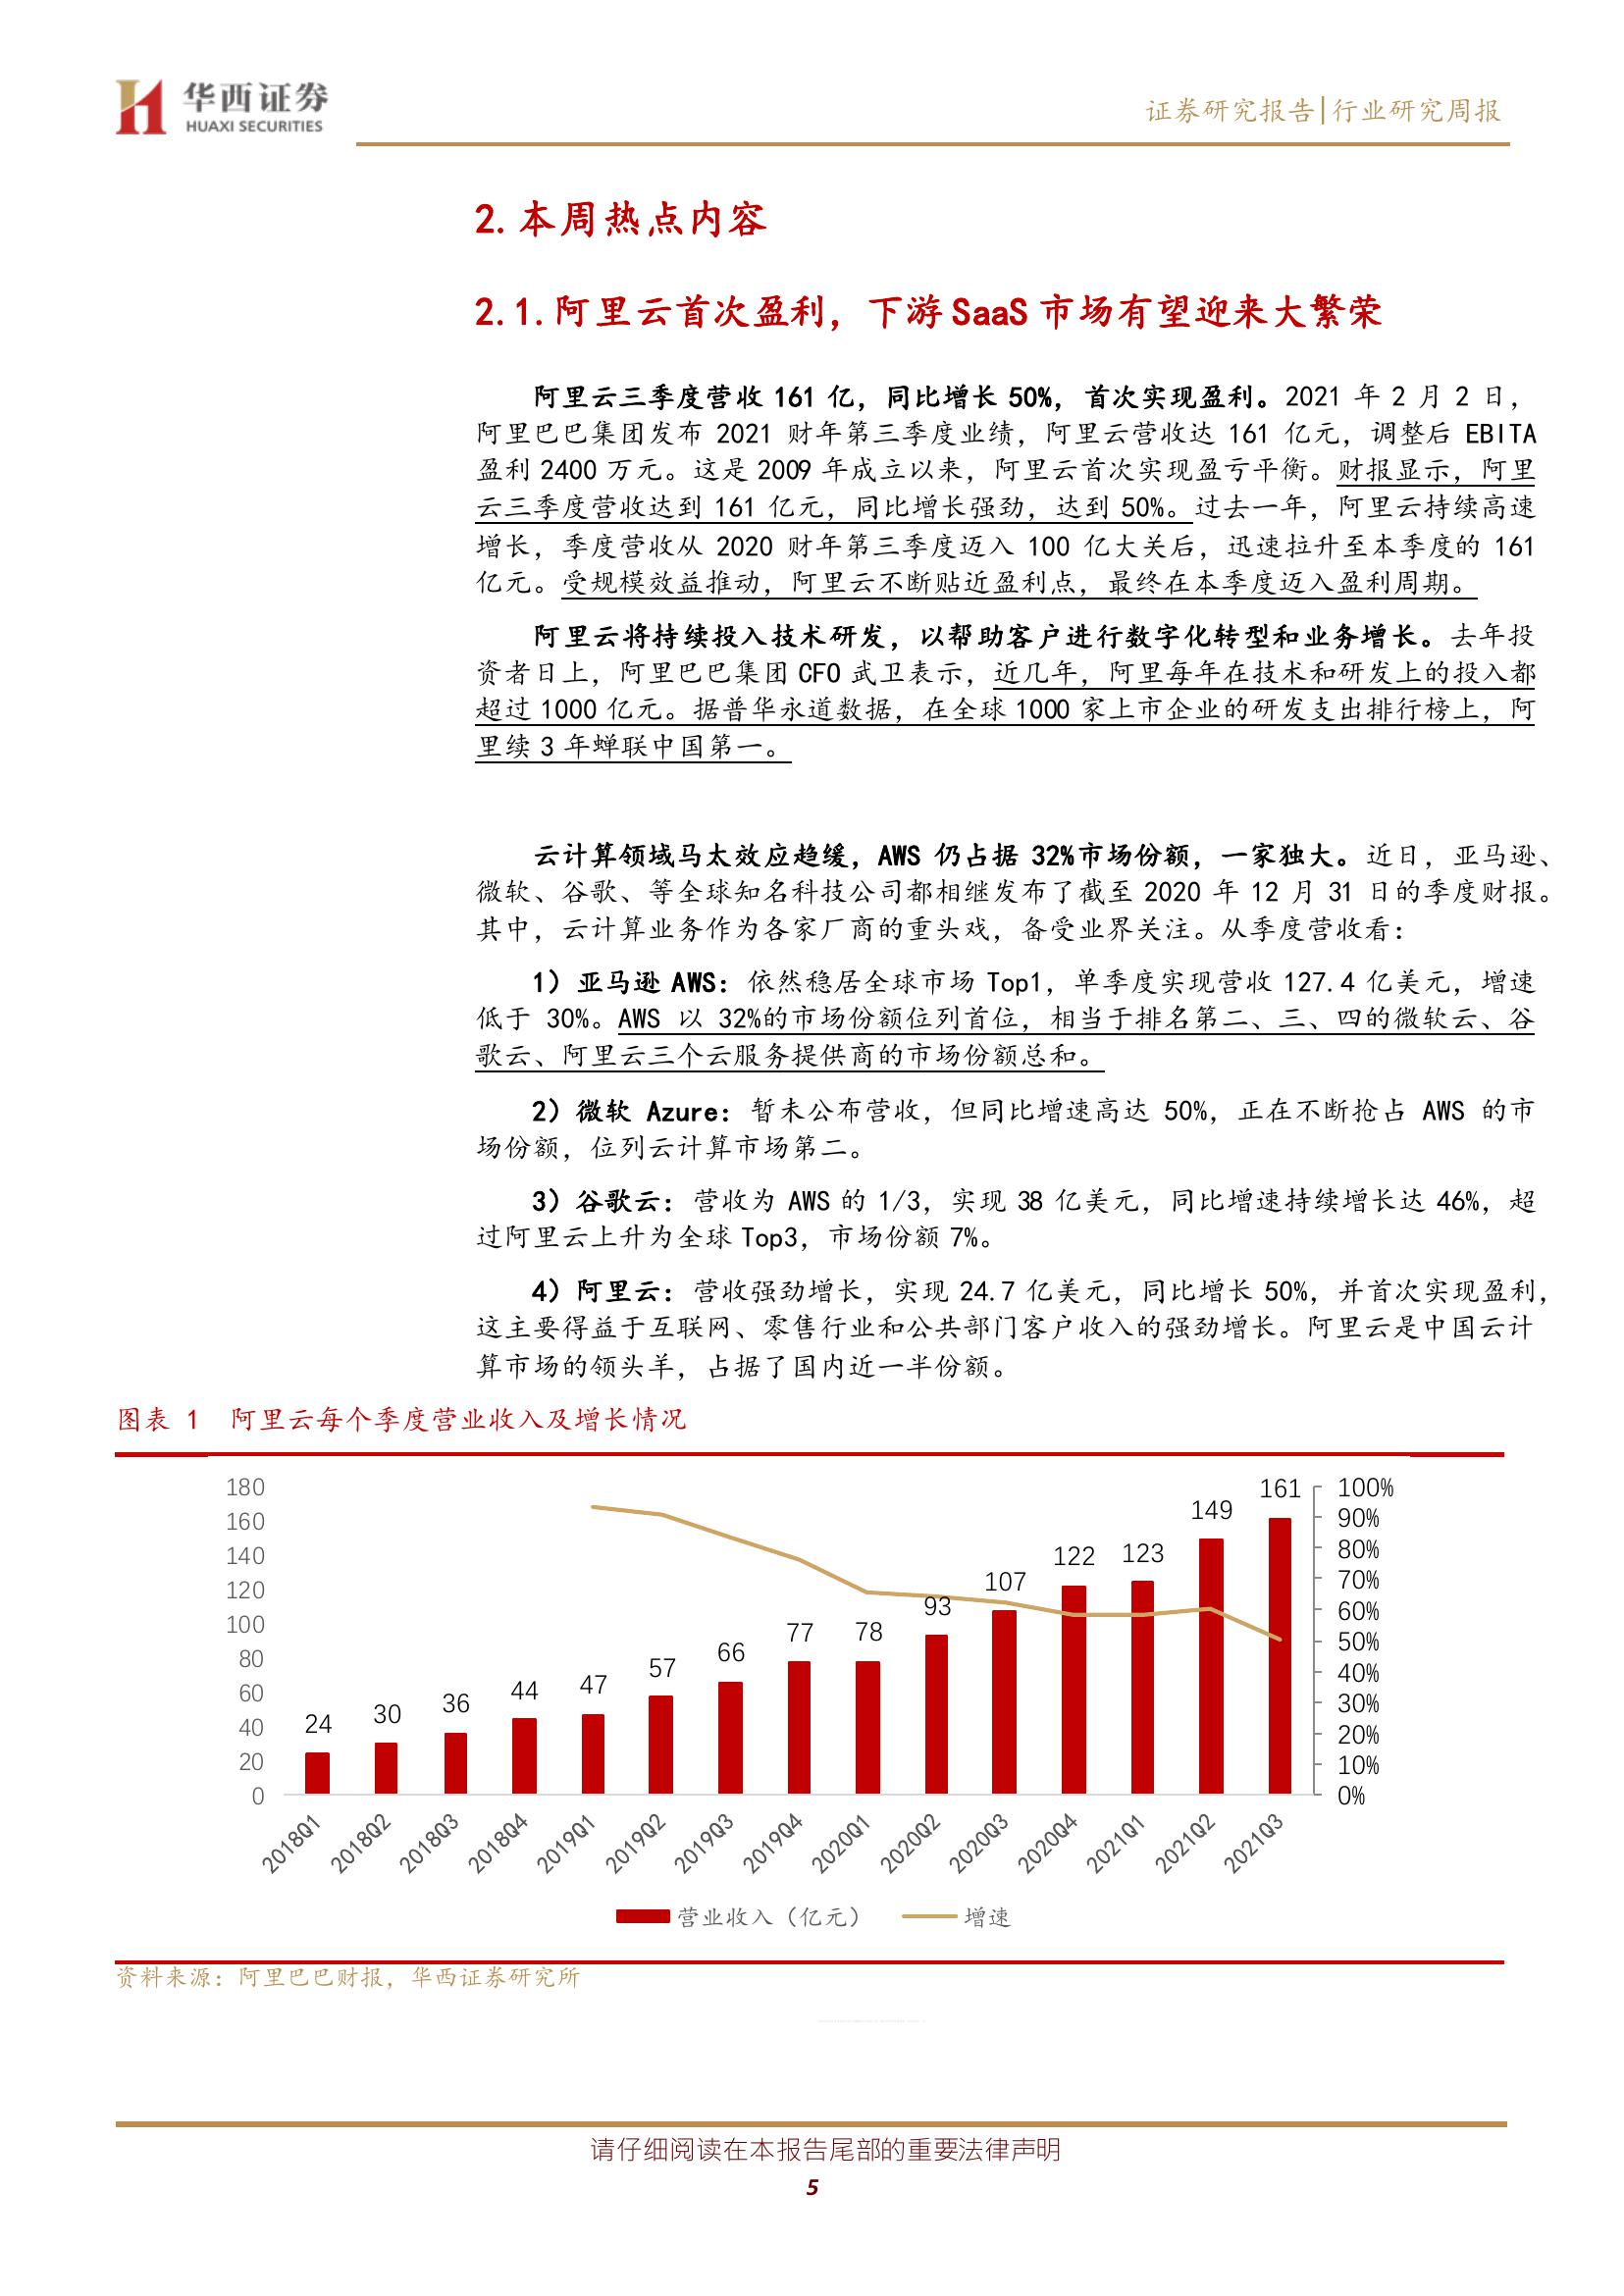 华西证券
HUAXI SECURITIES
证券研究报告|行业研究周报
2.本周热点内容
2.1.阿里云首次盈利，下游 SaaS 市场有望迎来大繁荣
阿里云三季度营收 161 亿，同比增长 50%，首次实现盈利。2021 年 2 月 2 日，
阿里巴巴集团发布 2021 财年第三季度业绩，阿里云营收达 161 亿元，调整后 EBITA
盈利 2400 万元。这是 2009 年成立以来，阿里云首次实现盈亏平衡。财报显示，阿里
云三季度营收达到 161 亿元，同比增长强劲，达到 50%。过去一年，阿里云持续高速
增长，季度营收从 2020 财年第三季度迈入 100 亿大关后，迅速拉升至本季度的 161
亿元。受规模效益推动，阿里云不断贴近盈利点，最终在本季度迈入盈利周期。
阿里云将持续投入技术研发，以帮助客户进行数字化转型和业务增长。去年投
资者日上，阿里巴巴集团 CFO 武卫表示，近几年，阿里每年在技术和研发上的投入都
超过 1000 亿元。据普华永道数据，在全球 1000 家上市企业的研发支出排行榜上，阿
里续 3 年蝉联中国第一。
云计算领域马太效应趋缓，AWS 仍占据 32%市场份额，一家独大。近日，亚马逊、
微软、谷歌、等全球知名科技公司都相继发布了截至 2020 年 12 月 31 日的季度财报。
其中，云计算业务作为各家厂商的重头戏，备受业界关注。从季度营收看：
1）亚马逊 AWS：依然稳居全球市场 Top1，单季度实现营收 127.4 亿美元，增速
低于 30%。AWS 以 32%的市场份额位列首位，相当于排名第二、三、四的微软云、谷
歌云、阿里云三个云服务提供商的市场份额总和。
2）微软 Azure：暂未公布营收，但同比增速高达 50%，正在不断抢占 AWS 的市
场份额，位列云计算市场第二。
3）谷歌云：营收为 AWS 的 1/3，实现 38 亿美元，同比增速持续增长达 46%，超
过阿里云上升为全球 Top3，市场份额 7%。
4）阿里云：营收强劲增长，实现 24.7 亿美元，同比增长 50%，并首次实现盈利，
这主要得益于互联网、零售行业和公共部门客户收入的强劲增长。阿里云是中国云计
算市场的领头羊，占据了国内近一半份额。
图表 1 阿里云每个季度营业收入及增长情况
180
160
140
120
100
80
60
40
20
0
24
30
36
44
47
57
66
77
78
93
107
122
123
149
161
100%
90%
80%
70%
60%
50%
40%
30%
20%
10%
0%
2018Q1
2018Q2
2018Q3
2018Q4
2019Q1
2019Q2
2019Q3
2019Q4
2020Q1
2020Q2
2020Q3
2020Q4
2021Q1
2021Q2
2021Q3
营业收入（亿元） 增速
资料来源：阿里巴巴财报，华西证券研究所
请仔细阅读在本报告尾部的重要法律声明
5